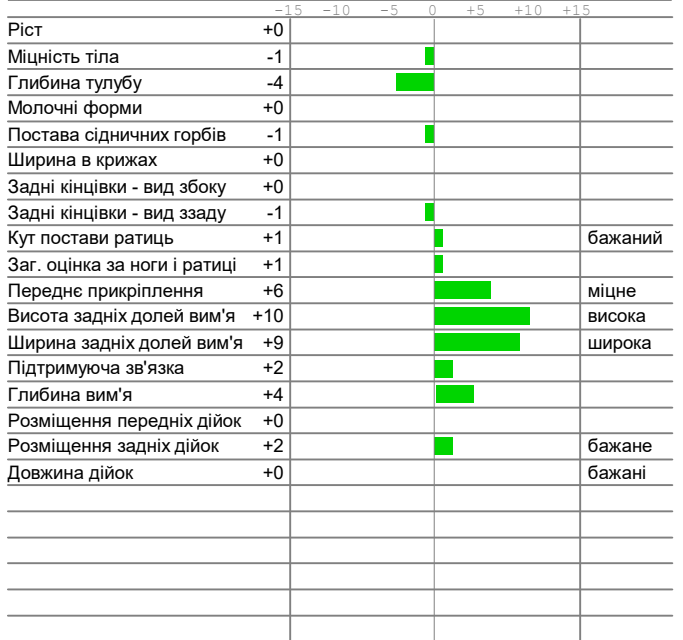 -15 -10 -5 0 +5 +10 +15
Ріст +0
Міцність тіла -1
Глибина тулубу -4
Молочні форми +0
Постава сідничних горбів -1
Ширина в крижах +0
Задні кінцівки - вид збоку +0
Задні кінцівки - вид ззаду -1
Кут постави ратиць +1 бажаний
Заг. оцінка за ноги і ратиці +1
Переднє прикріплення +6 міцне
Висота задніх долей вим'я +10 висока
Ширина задніх долей вим'я +9 широка
Підтримуюча зв'язка +2
Глибина вим'я +4
Розміщення передніх дійок +0
Розміщення задніх дійок +2 бажане
Довжина дійок +0 бажані